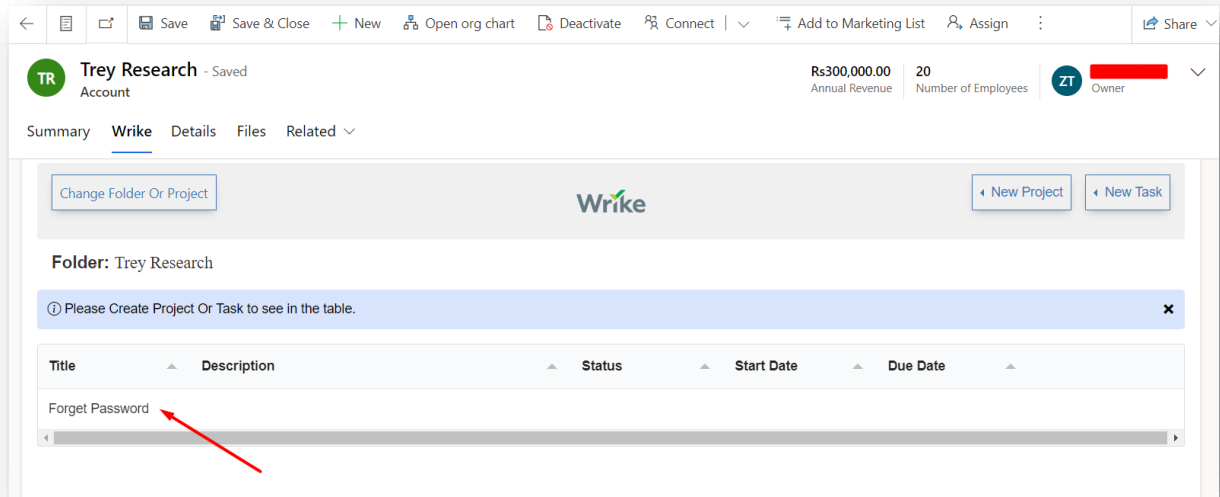 Save Save & Close New Open org chart Deactivate Connect Add to Marketing List Assign Share
TR Trey Research - Saved
Account
Rs300,000.00 20
Annual Revenue Number of Employees ZT Owner
Summary Wrike Details Files Related
Change Folder Or Project Wrike New Project New Task
Folder: Trey Research
Please Create Project Or Task to see in the table.
Title Description Status Start Date Due Date
Forget Password